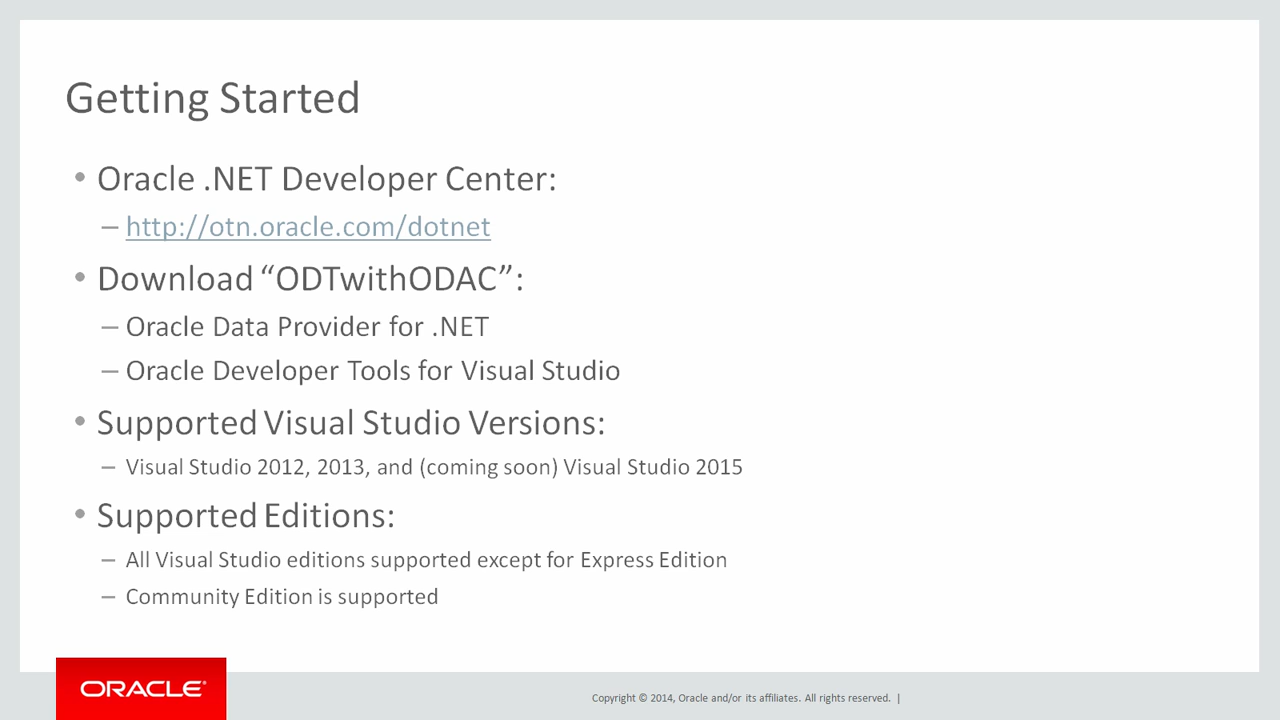 Getting Started
• Oracle .NET Developer Center:
– http://otn.oracle.com/dotnet
• Download “ODTwithODAC”:
– Oracle Data Provider for .NET
– Oracle Developer Tools for Visual Studio
• Supported Visual Studio Versions:
– Visual Studio 2012, 2013, and (coming soon) Visual Studio 2015
• Supported Editions:
– All Visual Studio editions supported except for Express Edition
– Community Edition is supported
ORACLE®
Copyright © 2014, Oracle and/or its affiliates. All rights reserved. |